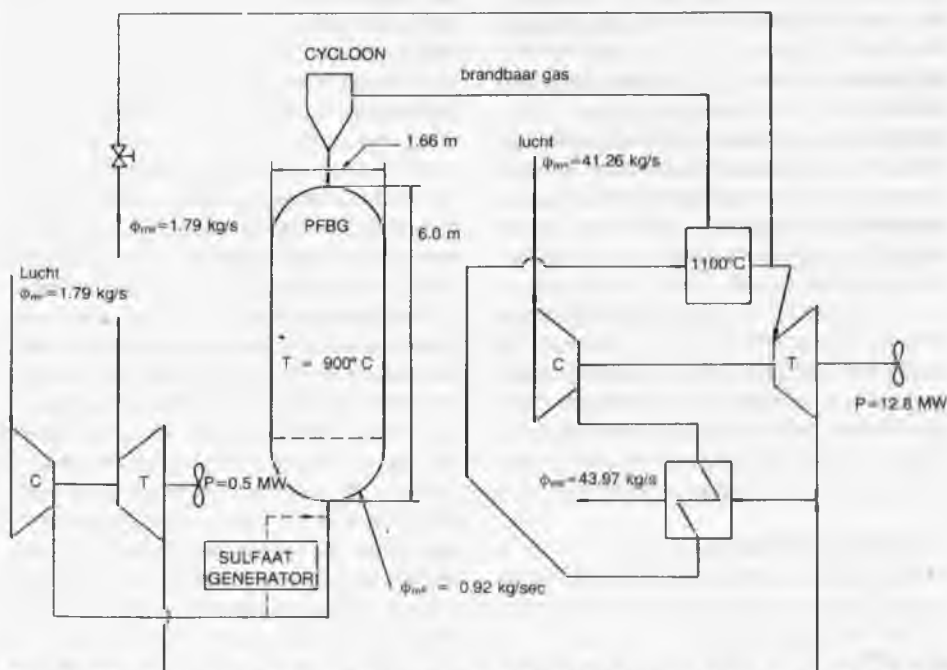 CYCLOON
brandbaar gas
1.66 m
lucht
ϕm=41.26 kg/s
ϕm=1.79 kg/s
PFBG
6.0 m
1100°C
Lucht
ϕm=1.79 kg/s
T = 900°C
C
T
P=12.8 MW
C
T
P=0.5 MW
ϕm=43.97 kg/s
SULFAAT
GENERATOR
ϕm = 0.92 kg/sec